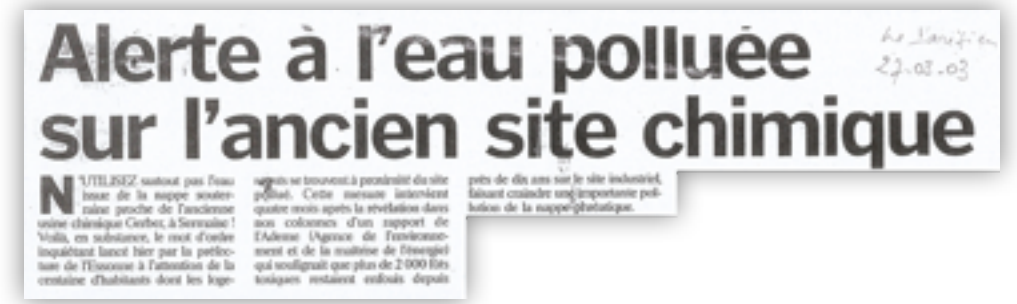 Alerte à l'eau polluée
sur l'ancien site chimique
Le Parisien
27-03-03
N'UTILISEZ surtout pas l'eau
issue de la nappe souter-
raine proche de l'ancienne
usine chimique Gerber, à Sermaise !
Voilà, en substance, le mot d'ordre
inquiétant lancé hier par la préfec-
ture de l'Essonne à l'attention de la
centaine d'habitants dont les loge-
ments se trouvent à proximité du site
pollué. Cette mesure intervient
quatre mois après la révélation dans
nos colonnes d'un rapport de
l'Ademe (Agence de l'environne-
ment et de la maîtrise de l'énergie)
qui soulignait que plus de 2 000 fûts
toxiques restaient enfouis depuis
près de dix ans sur le site industriel,
faisant craindre une importante pol-
lution de la nappe phréatique.